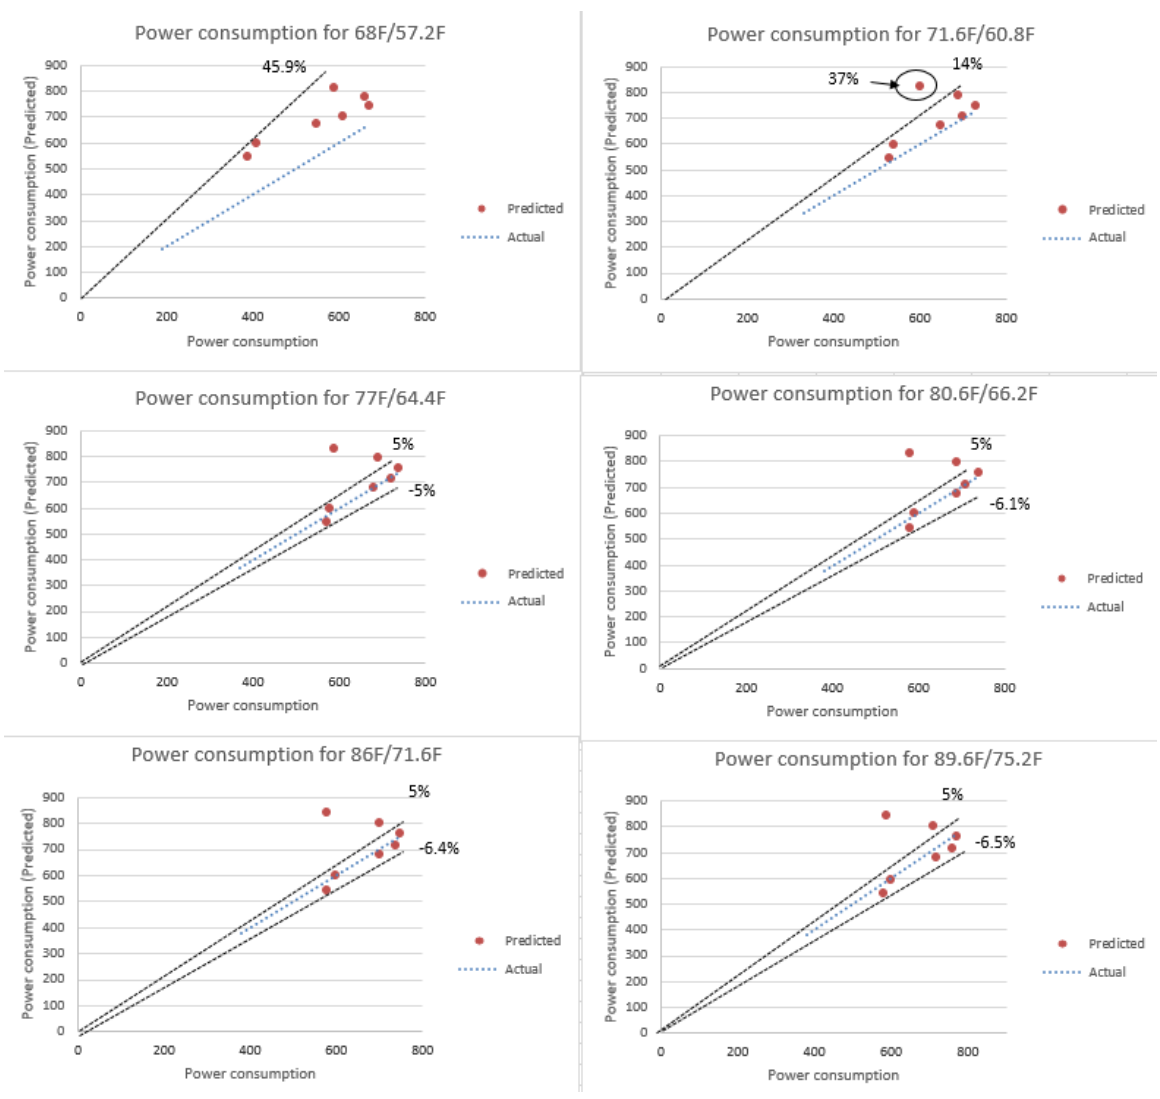 Power consumption for 68F/57.2F
45.9%
Power consumption (Predicted)
900
800
700
600
500
400
300
200
100
0
0 200 400 600 800
Power consumption
Predicted
Actual
Power consumption for 71.6F/60.8F
37%
14%
Power consumption (Predicted)
900
800
700
600
500
400
300
200
100
0
0 200 400 600 800
Power consumption
Predicted
Actual
Power consumption for 77F/64.4F
5%
-5%
Power consumption (Predicted)
900
800
700
600
500
400
300
200
100
0
0 200 400 600 800
Power consumption
Predicted
Actual
Power consumption for 80.6F/66.2F
5%
-6.1%
Power consumption (Predicted)
900
800
700
600
500
400
300
200
100
0
0 200 400 600 800
Power consumption
Predicted
Actual
Power consumption for 86F/71.6F
5%
-6.4%
Power consumption (Predicted)
900
800
700
600
500
400
300
200
100
0
0 200 400 600 800
Power consumption
Predicted
Actual
Power consumption for 89.6F/75.2F
5%
-6.5%
Power consumption (Predicted)
900
800
700
600
500
400
300
200
100
0
0 200 400 600 800
Power consumption
Predicted
Actual